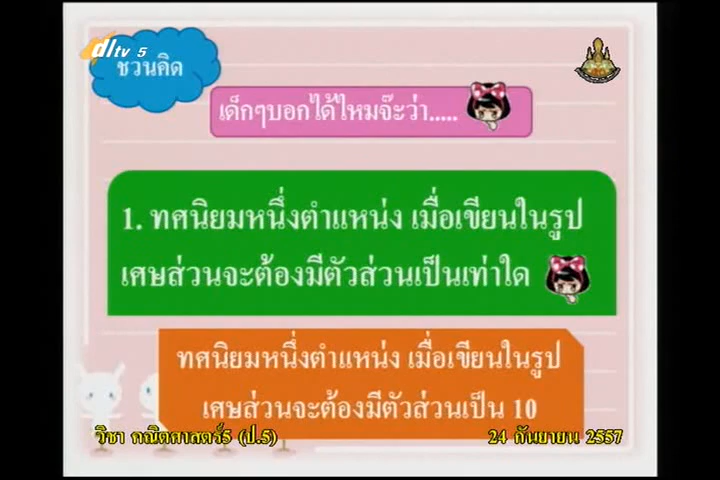 dltv 5
ชวนคิด
เด็กๆบอกได้ไหมจ๊ะว่า.....
1. ทศนิยมหนึ่งตำแหน่ง เมื่อเขียนในรูป
เศษส่วนจะต้องมีตัวส่วนเป็นเท่าใด
ทศนิยมหนึ่งตำแหน่ง เมื่อเขียนในรูป
เศษส่วนจะต้องมีตัวส่วนเป็น 10
วิชา คณิตศาสตร์5 (ป.5)
24 กันยายน 2557